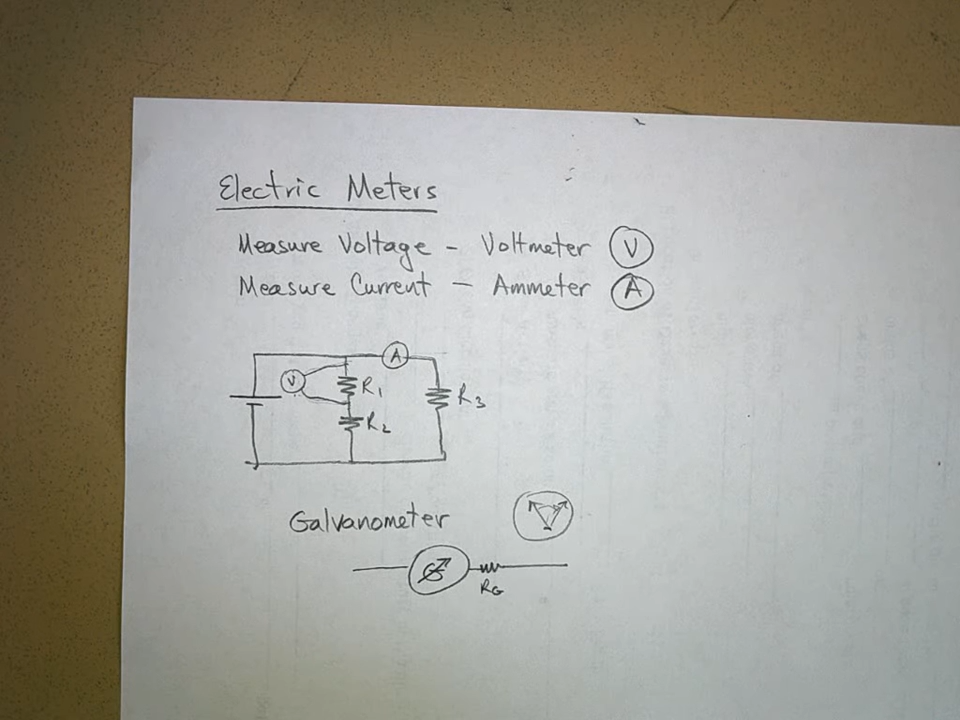 Electric Meters
Measure Voltage - Voltmeter V
Measure Current - Ammeter A
A
V
R1
R3
R2
Galvanometer
G
RG